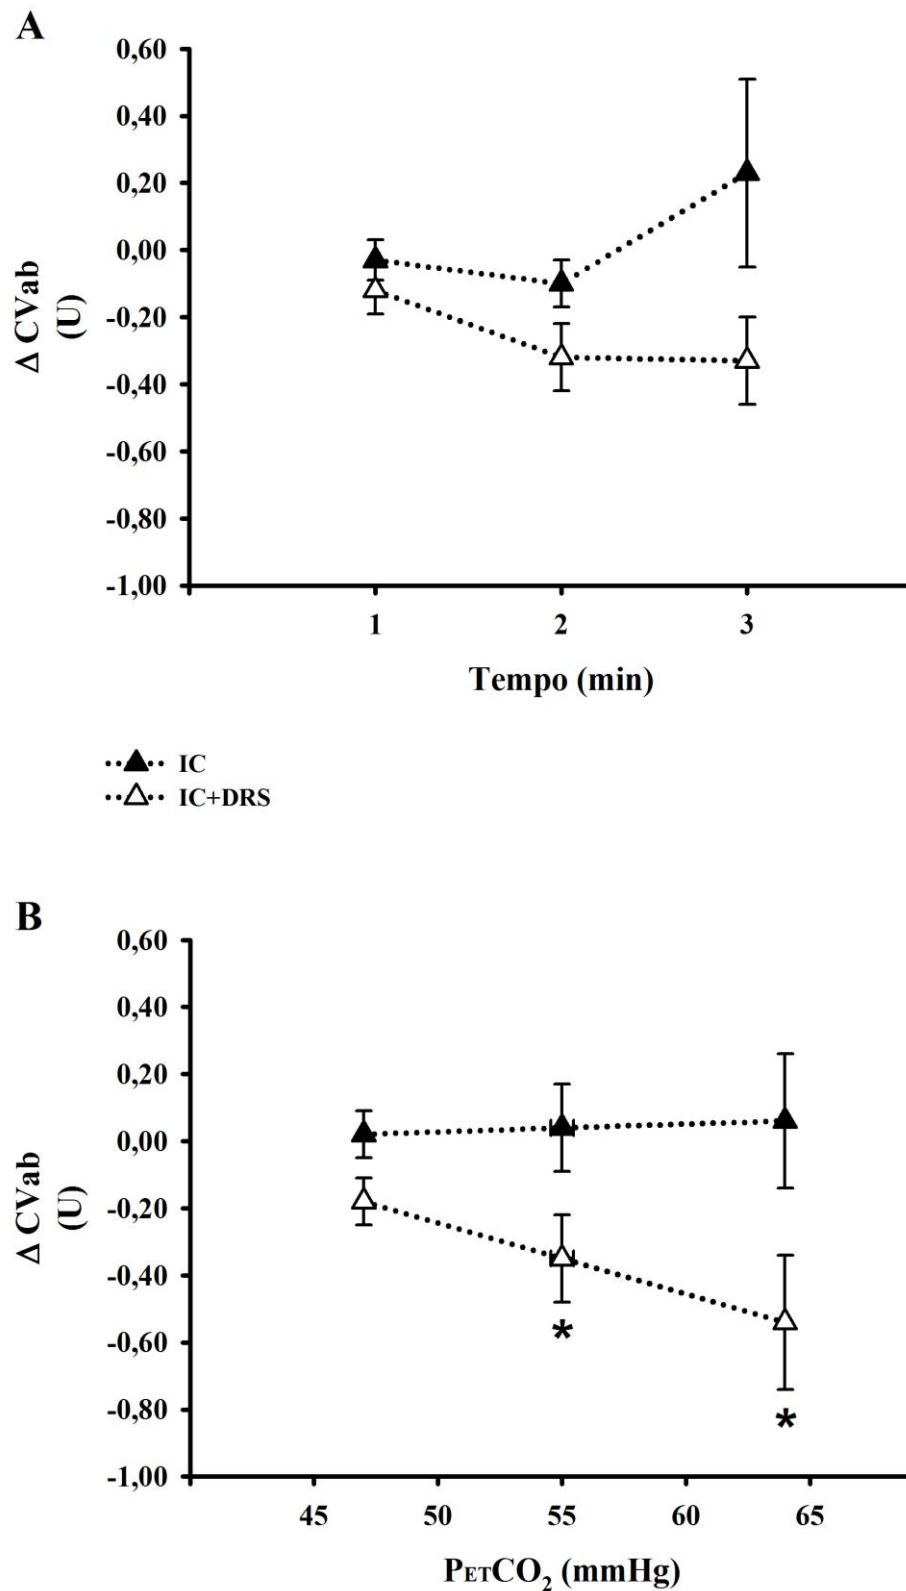 A
0,60
0,40
0,20
0,00
-0,20
-0,40
-0,60
-0,80
-1,00
Δ CVab
(U)
1 2 3
Tempo (min)
IC
IC+DRS
B
0,60
0,40
0,20
0,00
-0,20
-0,40
-0,60
-0,80
-1,00
Δ CVab
(U)
*
*
45 50 55 60 65
PETCO₂ (mmHg)